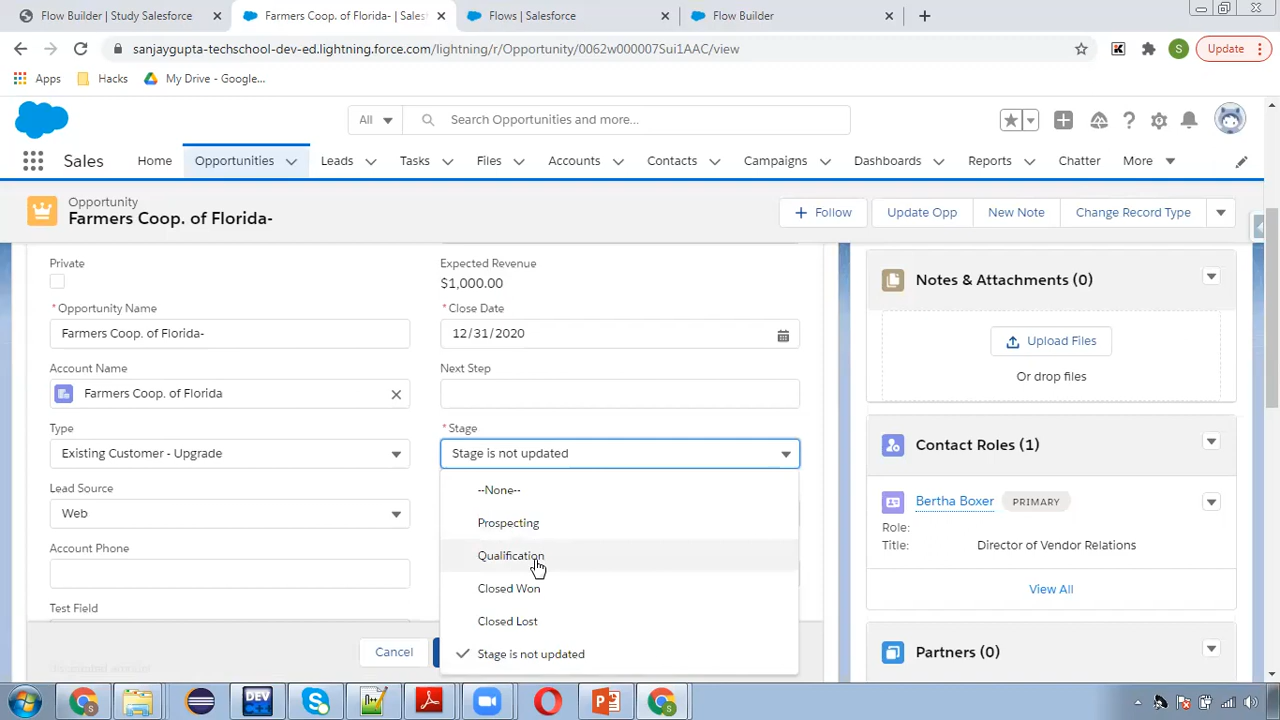 Flow Builder | Study Salesforce
Farmers Coop. of Florida- | Sales
Flows | Salesforce
Flow Builder
sanjaygupta-techschool-dev-ed.lightning.force.com/lightning/r/Opportunity/0062w000007Sui1AAC/view
S
Update
Apps
Hacks
My Drive - Google...
All
Search Opportunities and more...
Sales
Home
Opportunities
Leads
Tasks
Files
Accounts
Contacts
Campaigns
Dashboards
Reports
Chatter
More
Opportunity
Farmers Coop. of Florida-
Follow
Update Opp
New Note
Change Record Type
Private
Expected Revenue
$1,000.00
* Opportunity Name
Farmers Coop. of Florida-
* Close Date
12/31/2020
Account Name
Farmers Coop. of Florida
Next Step
Type
Existing Customer - Upgrade
* Stage
Stage is not updated
--None--
Prospecting
Qualification
Closed Won
Closed Lost
Stage is not updated
Lead Source
Web
Account Phone
Test Field
Cancel
Notes & Attachments (0)
Upload Files
Or drop files
Contact Roles (1)
Bertha Boxer
PRIMARY
Role:
Title:
Director of Vendor Relations
View All
Partners (0)
DEV